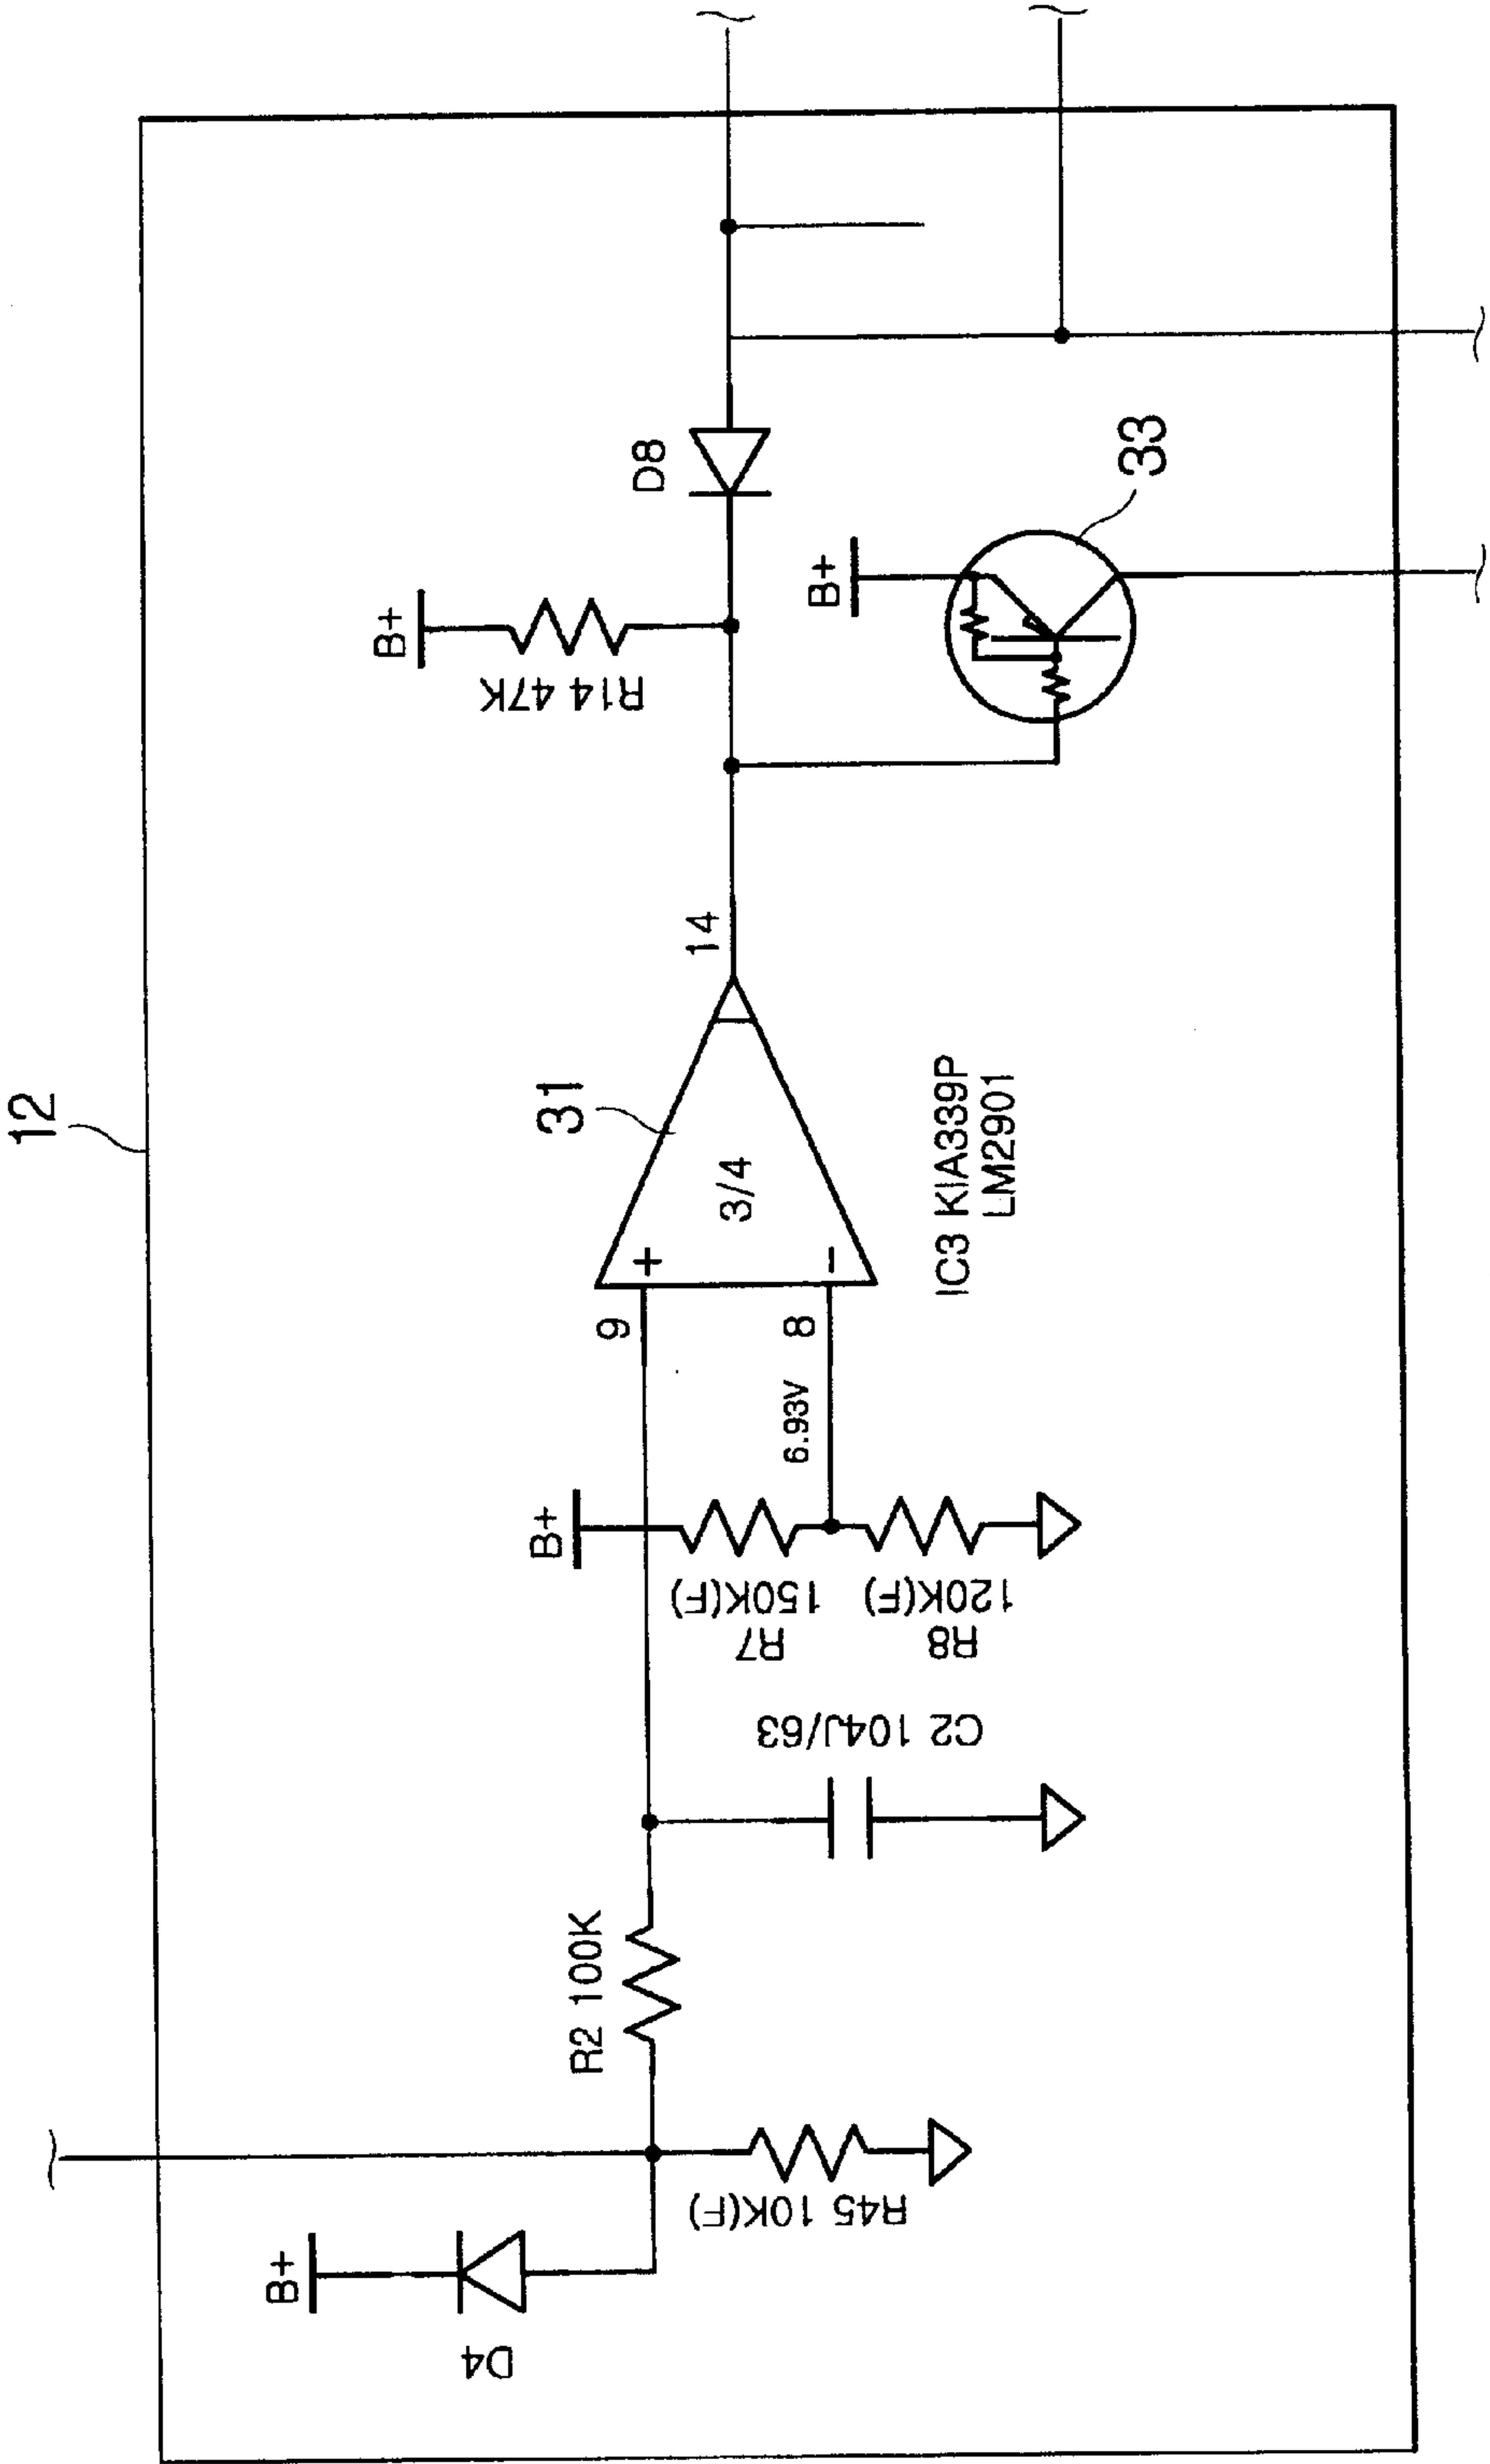 12
B+
D4
R45 10K(F)
R2 100K
C2 104J/63
B+
R7
150K(F)
R8
120K(F)
6.93V
9
8
+
−
3/4
31
IC3 KIA339P
LM2901
14
B+
R14 47K
D8
B+
33